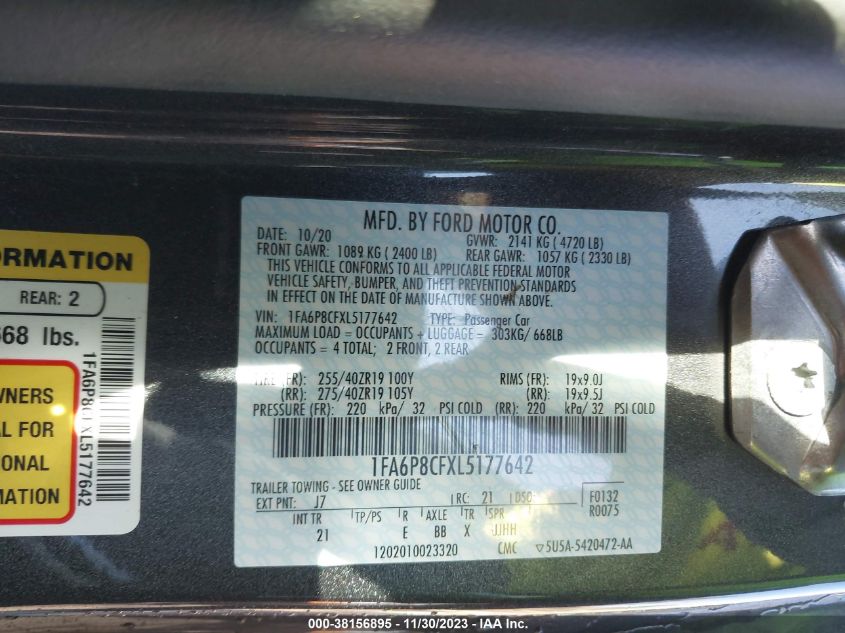 ORMATION
REAR: 2
668 lbs.
WNERS
AL FOR
IONAL
MATION
1FA6P8CFXL5177642
MFD. BY FORD MOTOR CO.
DATE: 10/20 GVWR: 2141 KG ( 4720 LB)
FRONT GAWR: 1089 KG ( 2400 LB) REAR GAWR: 1057 KG ( 2330 LB)
THIS VEHICLE CONFORMS TO ALL APPLICABLE FEDERAL MOTOR
VEHICLE SAFETY, BUMPER, AND THEFT PREVENTION STANDARDS
IN EFFECT ON THE DATE OF MANUFACTURE SHOWN ABOVE.
VIN: 1FA6P8CFXL5177642 TYPE: Passenger Car
MAXIMUM LOAD = OCCUPANTS + LUGGAGE = 303KG/ 668LB
OCCUPANTS = 4 TOTAL; 2 FRONT, 2 REAR
TIRE (FR): 255/40ZR19 100Y RIMS (FR): 19x9.0J
(RR): 275/40ZR19 105Y (RR): 19x9.5J
PRESSURE (FR): 220 kPa/ 32 PSI COLD (RR): 220 kPa/ 32 PSI COLD
1FA6P8CFXL5177642
TRAILER TOWING - SEE OWNER GUIDE
EXT PNT: J7 RC: 21 DSO: F0132
INT TR TP/PS R AXLE TR SPR R0075
21 E BB X JJHH
1202010023320 CMC ▽5U5A-5420472-AA
000-38156895 - 11/30/2023 - IAA Inc.